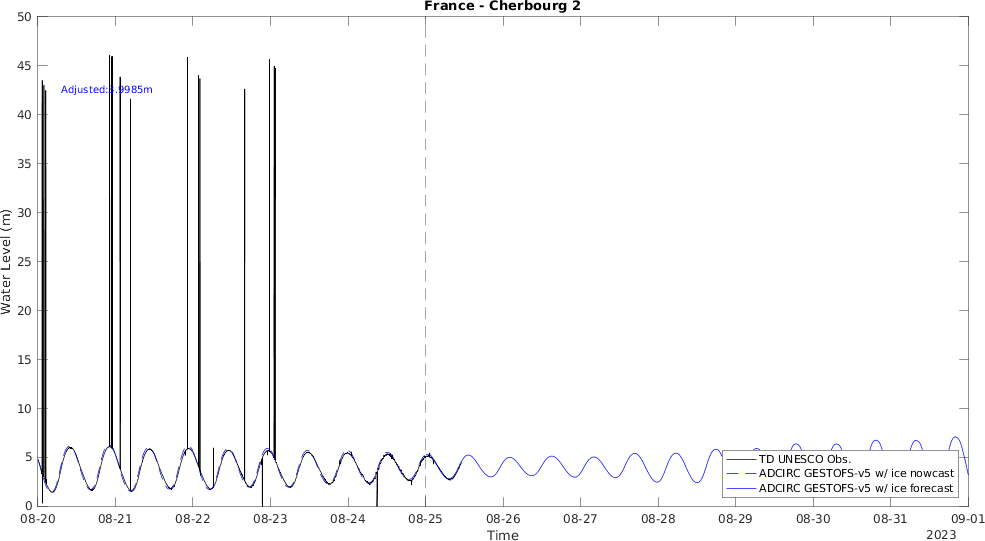 France - Cherbourg 2
50
45
40
35
30
25
20
15
10
5
0
Water Level (m)
Adjusted:3.9985m
TD UNESCO Obs.
ADCIRC GESTOFS-v5 w/ ice nowcast
ADCIRC GESTOFS-v5 w/ ice forecast
08-20 08-21 08-22 08-23 08-24 08-25 08-26 08-27 08-28 08-29 08-30 08-31 09-01
Time
2023